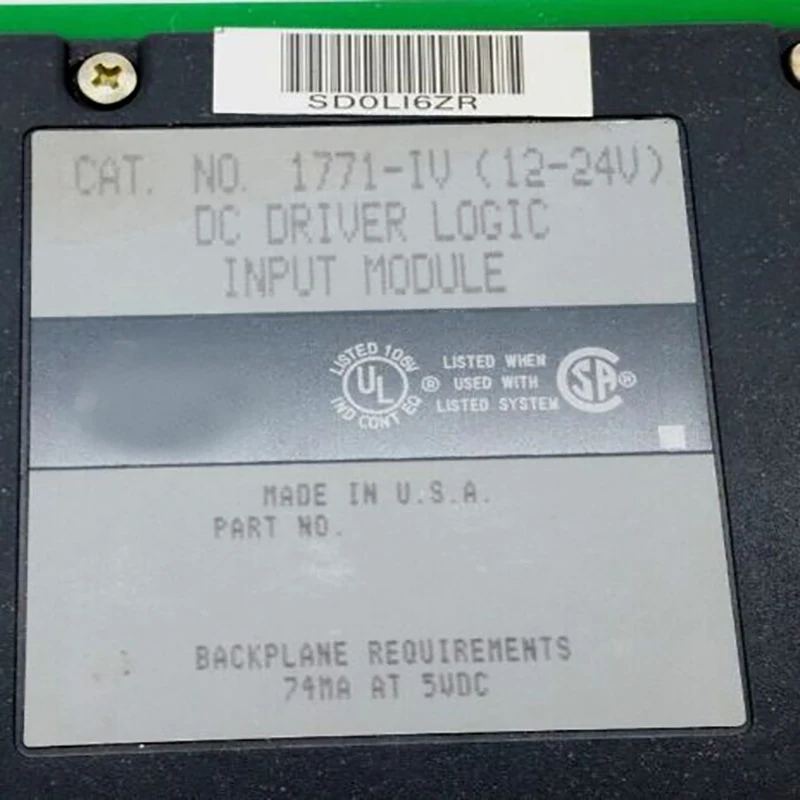 SD0LI6ZR
CAT. NO. 1771-IV (12-24V)
DC DRIVER LOGIC
INPUT MODULE
LISTED 106V
UL
IND CONT EQ
®
LISTED WHEN
USED WITH
LISTED SYSTEM
SA®
MADE IN U.S.A.
PART NO.
BACKPLANE REQUIREMENTS
74MA AT 5VDC